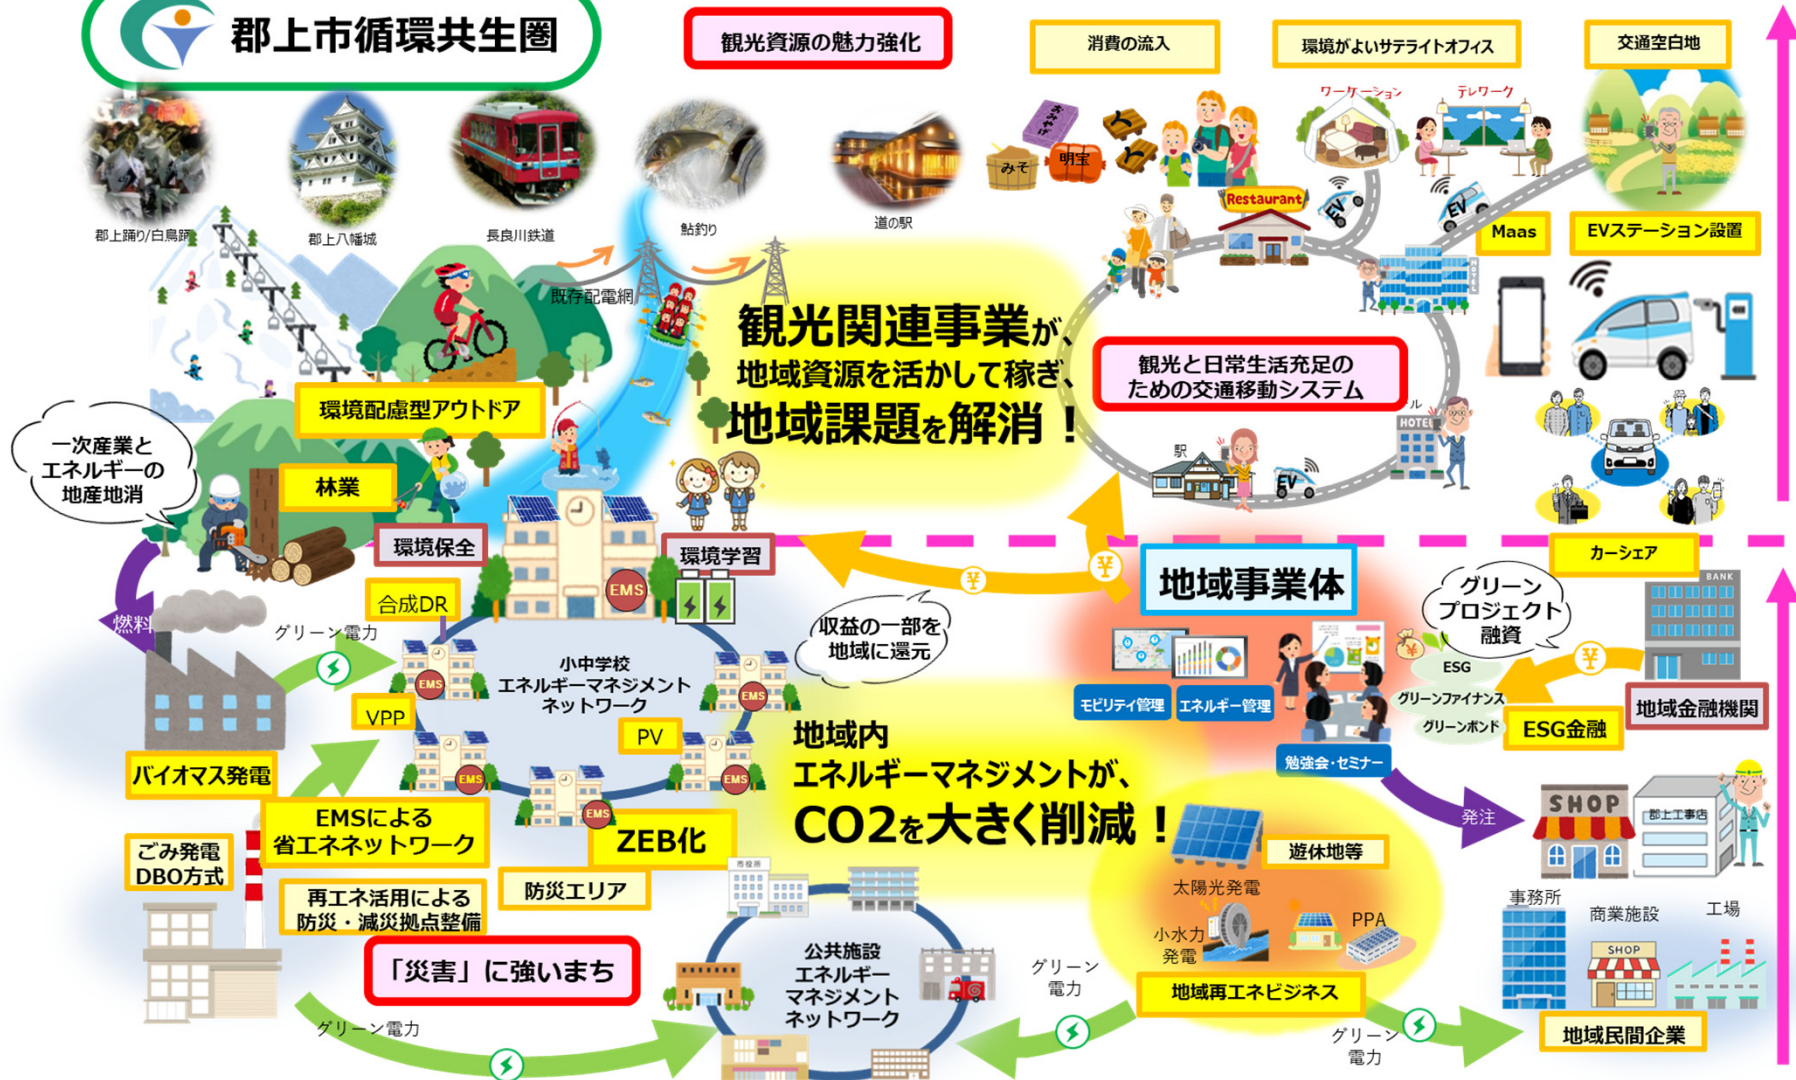 郡上市循環共生圏
観光資源の魅力強化
消費の流入
環境がよいサテライトオフィス
交通空白地
ワーケーション
テレワーク
おみやげ
みそ
明宝
郡上踊り/白鳥踊
郡上八幡城
長良川鉄道
鮎釣り
道の駅
Restaurant
EV
EV
Maas
EVステーション設置
HOTEL
既存配電網
観光関連事業が、
地域資源を活かして稼ぎ、
地域課題を解消！
観光と日常生活充足の
ための交通移動システム
ル
HOTEL
駅
EV
環境配慮型アウトドア
一次産業と
エネルギーの
地産地消
林業
環境保全
環境学習
カーシェア
EMS
地域事業体
グリーン
プロジェクト
融資
BANK
燃料
合成DR
グリーン電力
収益の一部を
地域に還元
小中学校
エネルギーマネジメント
ネットワーク
EMS
EMS
VPP
PV
モビリティ管理
エネルギー管理
ESG
グリーンファイナンス
グリーンボンド
ESG金融
地域金融機関
勉強会・セミナー
バイオマス発電
EMS
EMS
EMS
地域内
エネルギーマネジメントが、
CO2を大きく削減！
発注
SHOP
郡上工事店
EMSによる
省エネネットワーク
ZEB化
ごみ発電
DBO方式
再エネ活用による
防災・減災拠点整備
防災エリア
市役所
遊休地等
太陽光発電
小水力
発電
PPA
事務所
商業施設
工場
SHOP
「災害」に強いまち
公共施設
エネルギー
マネジメント
ネットワーク
グリーン
電力
地域再エネビジネス
グリーン電力
グリーン
電力
地域民間企業